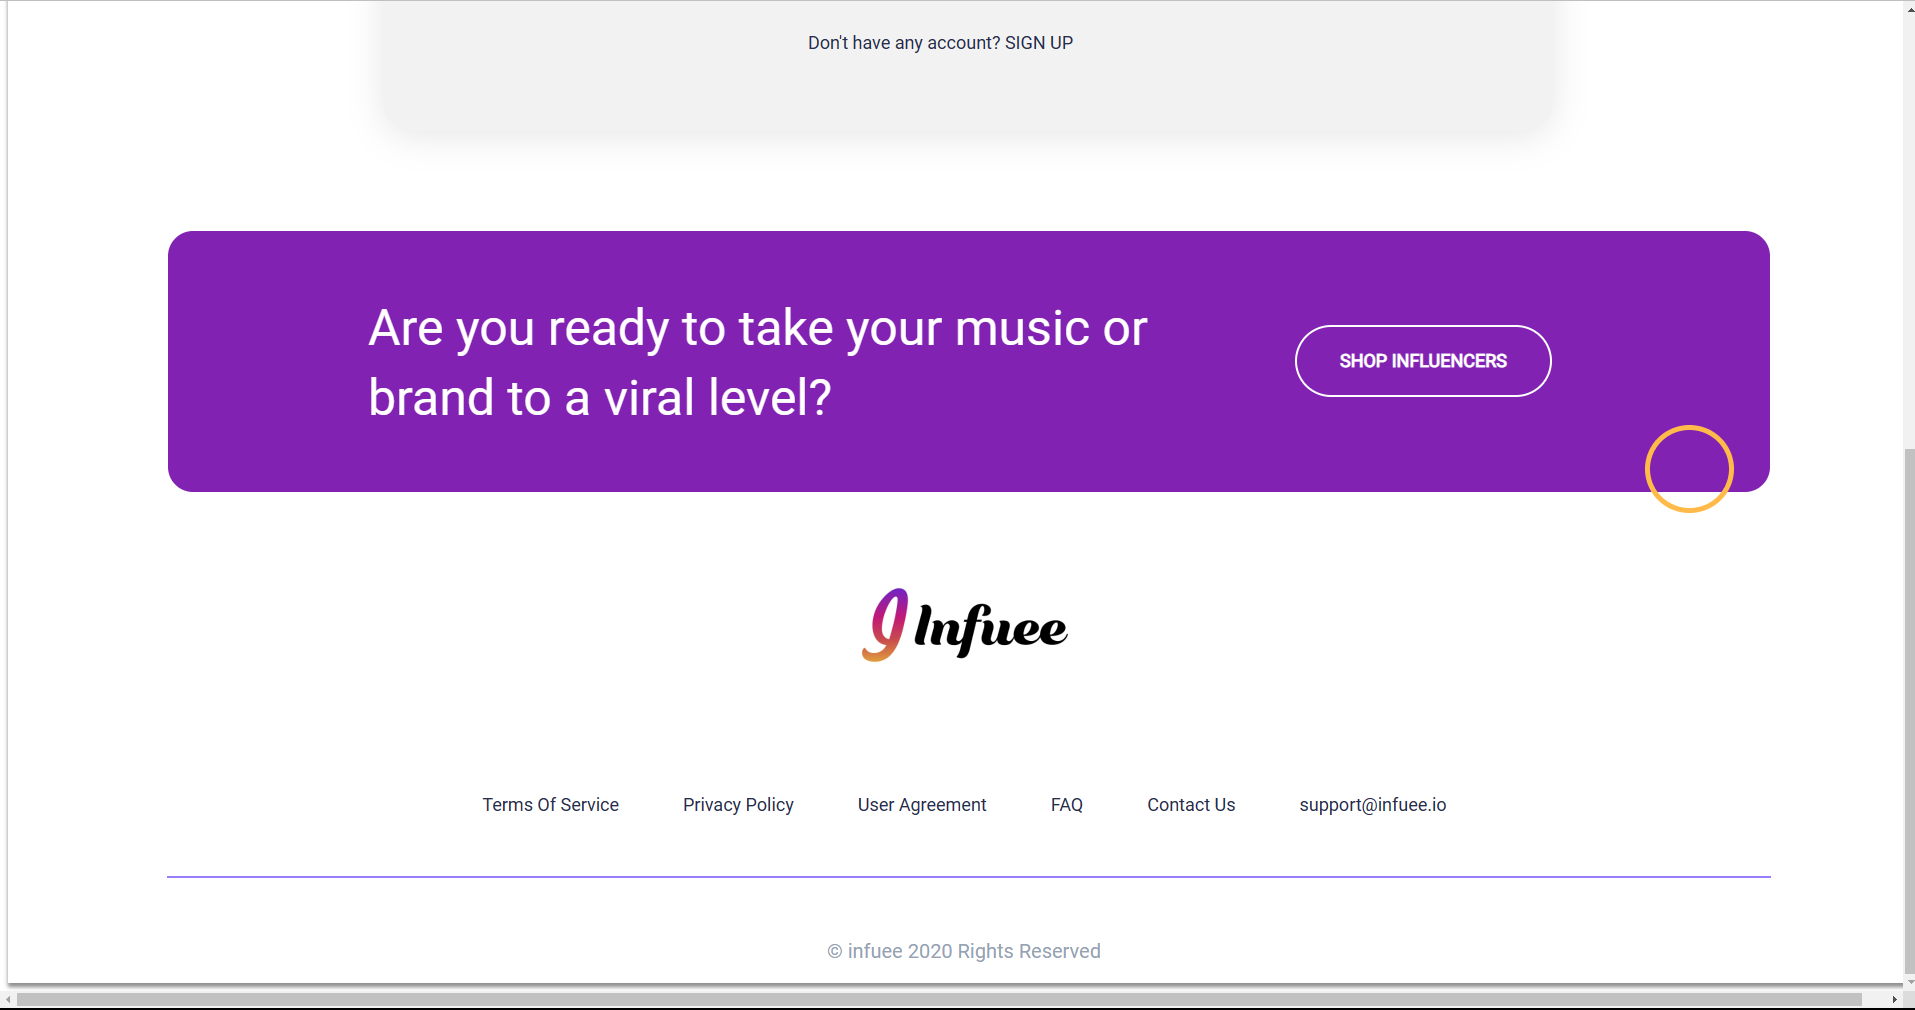 Don't have any account? SIGN UP
Are you ready to take your music or
brand to a viral level?
SHOP INFLUENCERS
Infuee
Terms Of Service Privacy Policy User Agreement FAQ Contact Us support@infuee.io
© infuee 2020 Rights Reserved